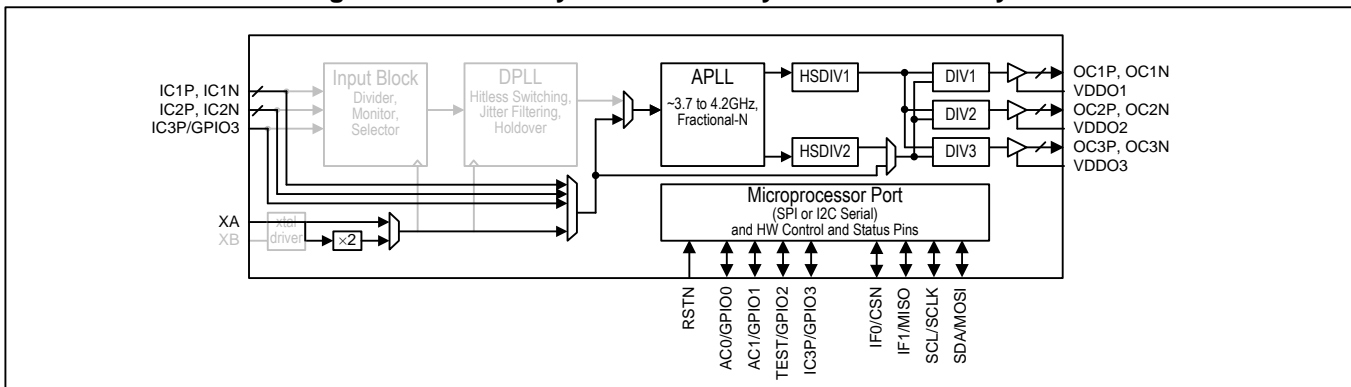 IC1P, IC1N
IC2P, IC2N
IC3P/GPIO3
XA
XB
Input Block
Divider,
Monitor,
Selector
DPLL
Hitless Switching,
Jitter Filtering,
Holdover
xtal
driver
×2
APLL
~3.7 to 4.2GHz,
Fractional-N
HSDIV1
HSDIV2
DIV1
DIV2
DIV3
OC1P, OC1N
VDDO1
OC2P, OC2N
VDDO2
OC3P, OC3N
VDDO3
Microprocessor Port
(SPI or I2C Serial)
and HW Control and Status Pins
RSTN
AC0/GPIO0
AC1/GPIO1
TEST/GPIO2
IC3P/GPIO3
IF0/CSN
IF1/MISO
SCL/SCLK
SDA/MOSI